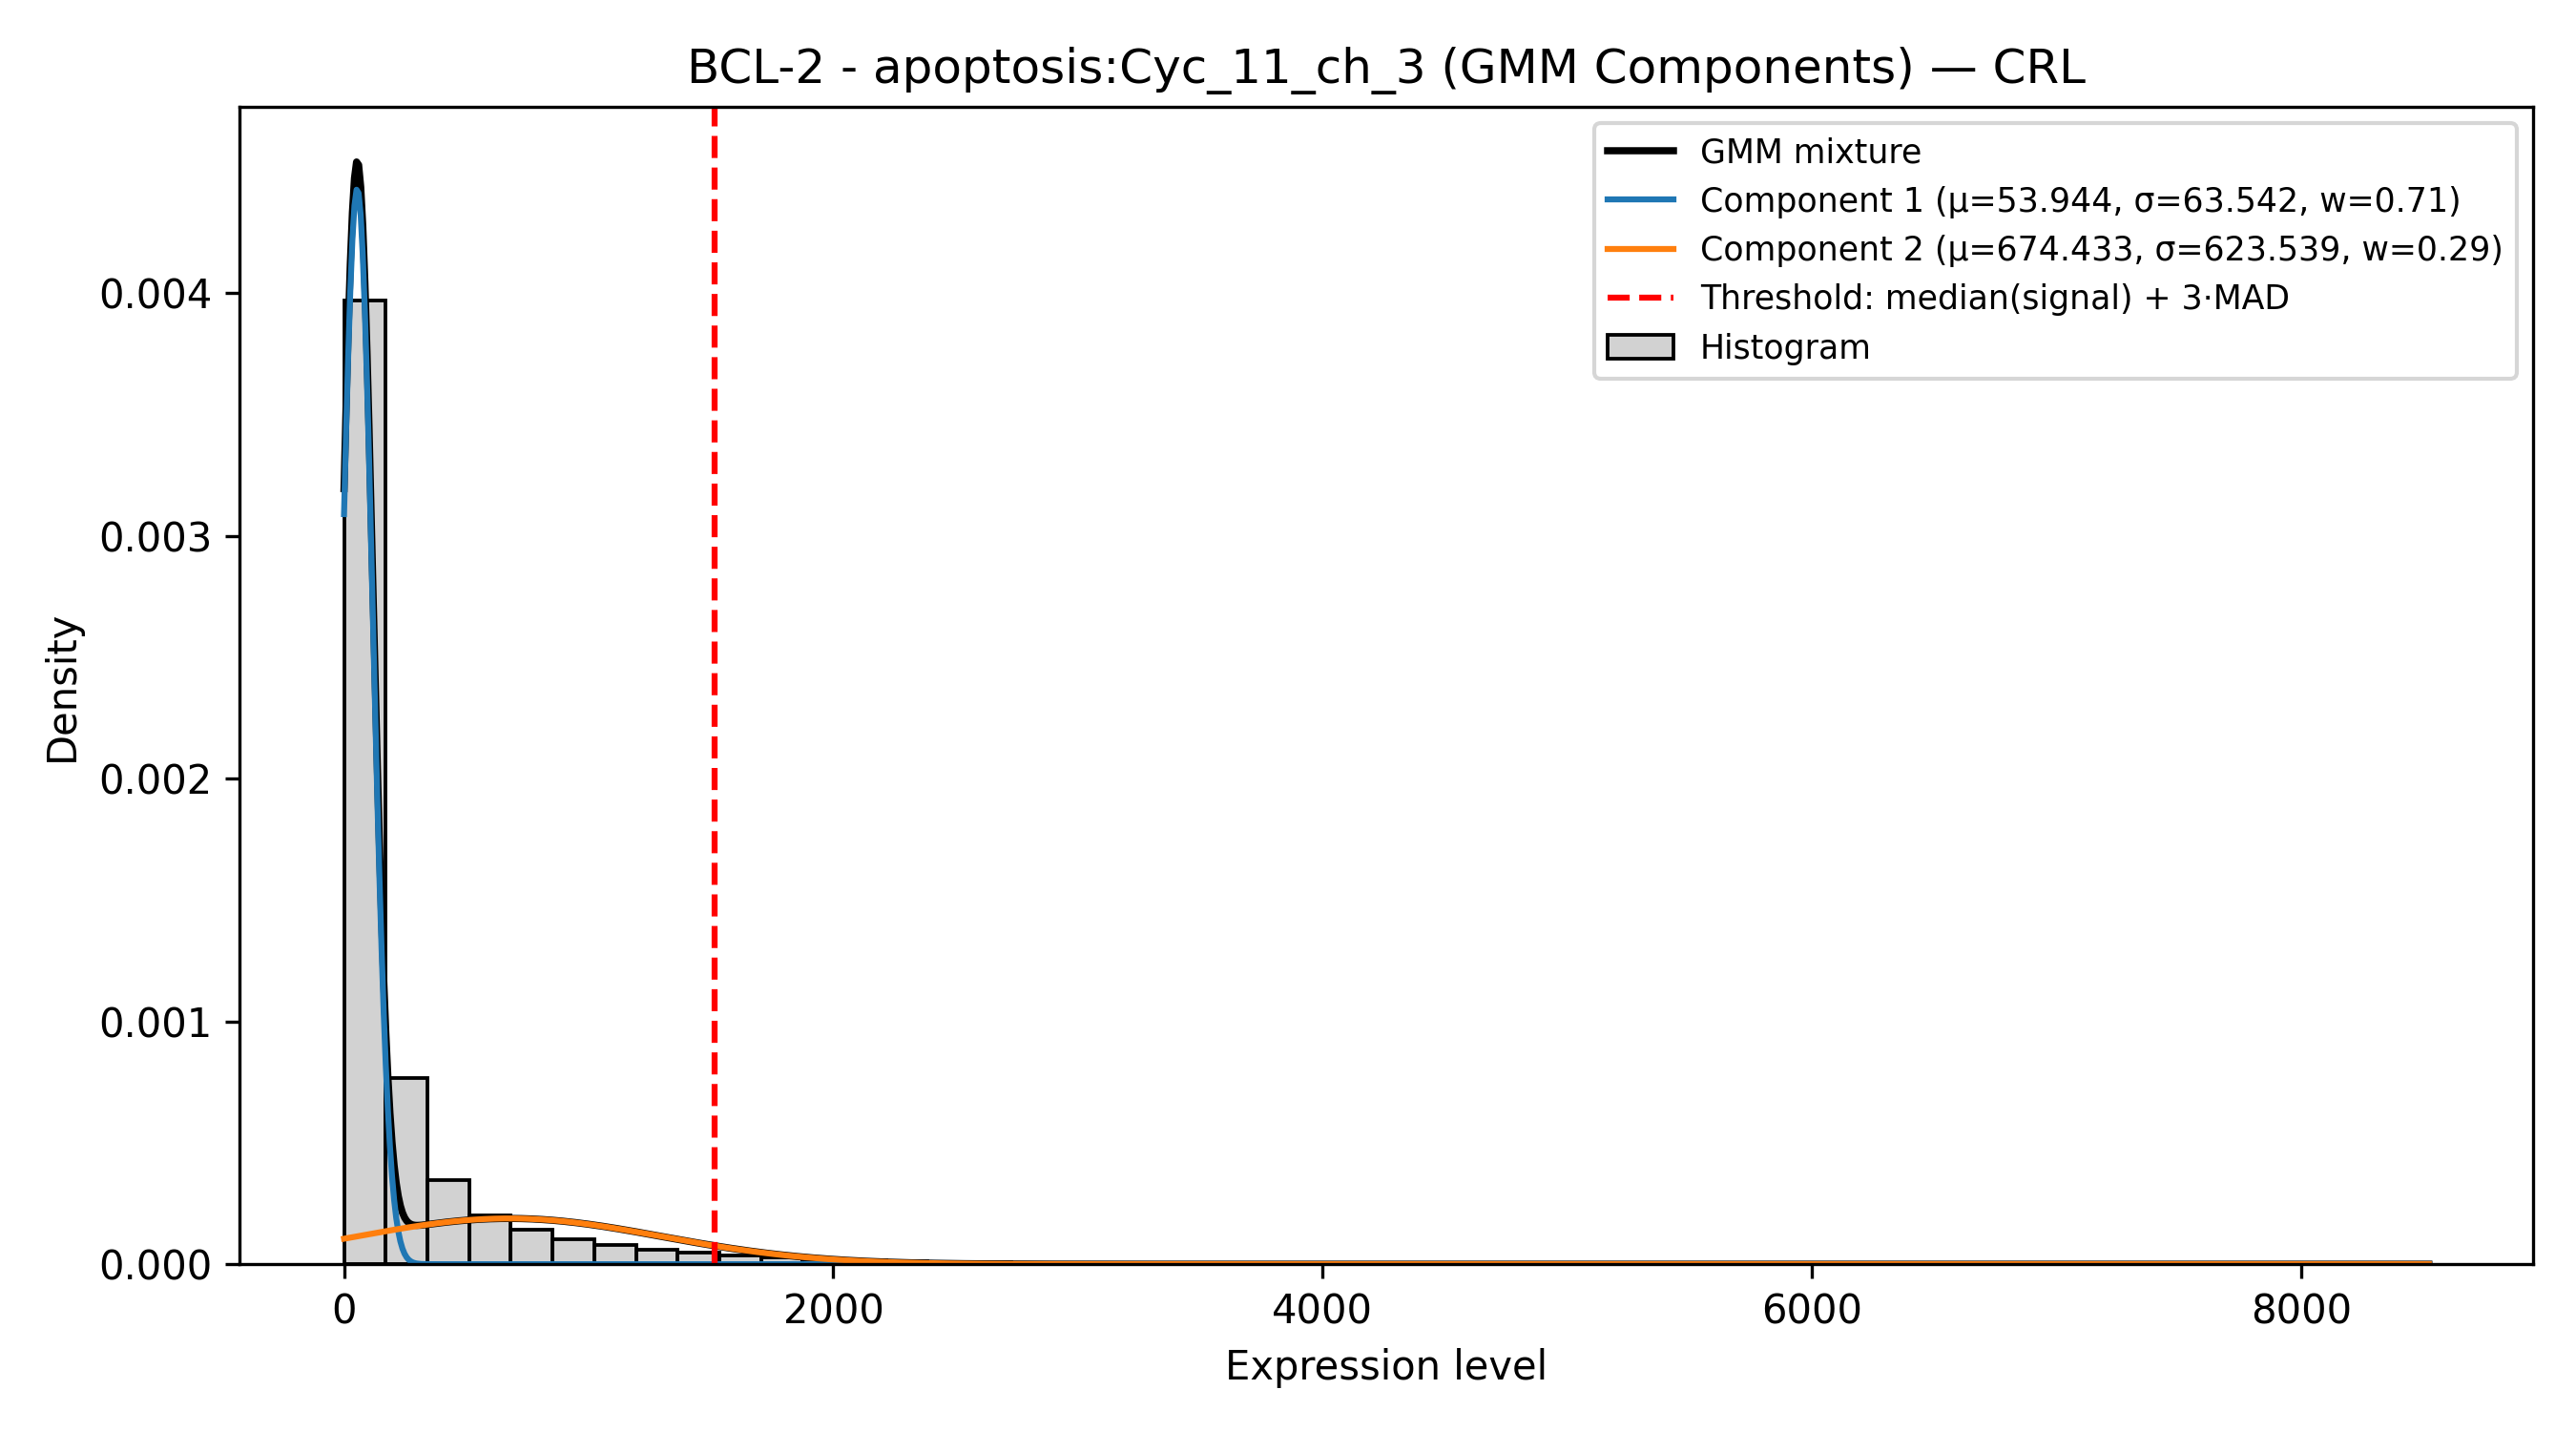 BCL-2 - apoptosis:Cyc_11_ch_3 (GMM Components) — CRL
GMM mixture
Component 1 (μ=53.944, σ=63.542, w=0.71)
Component 2 (μ=674.433, σ=623.539, w=0.29)
Threshold: median(signal) + 3·MAD
Histogram
Density
0.004
0.003
0.002
0.001
0.000
0 2000 4000 6000 8000
Expression level